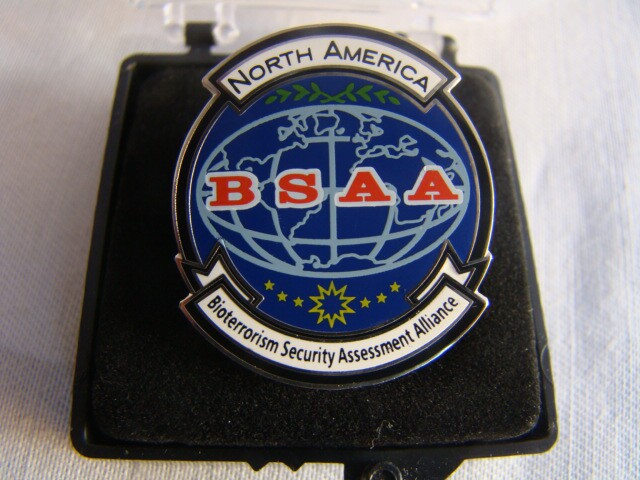 North America
BSAA
Bioterrorism Security Assessment Alliance